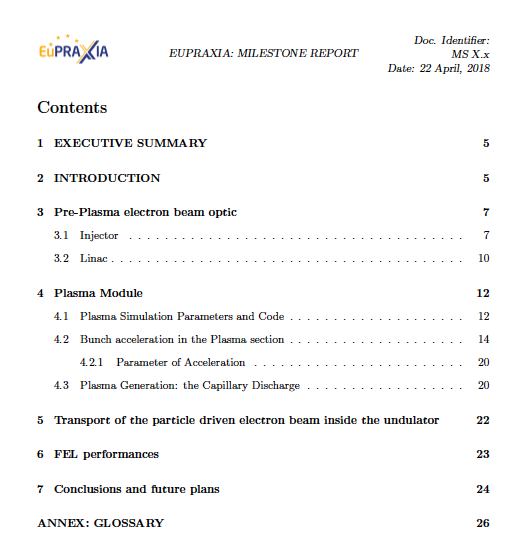 EuPRAXIA
EUPRAXIA: MILESTONE REPORT
Doc. Identifier:
MS X.x
Date: 22 April, 2018
Contents
1 EXECUTIVE SUMMARY 5
2 INTRODUCTION 5
3 Pre-Plasma electron beam optic 7
3.1 Injector . . . . . . . . . . . . . . . . . . . . . . . . . . . . . . . . . . . . . . 7
3.2 Linac . . . . . . . . . . . . . . . . . . . . . . . . . . . . . . . . . . . . . . . . 10
4 Plasma Module 12
4.1 Plasma Simulation Parameters and Code . . . . . . . . . . . . . . . . . . . . 12
4.2 Bunch acceleration in the Plasma section . . . . . . . . . . . . . . . . . . . . 14
4.2.1 Parameter of Acceleration . . . . . . . . . . . . . . . . . . . . . . . . 20
4.3 Plasma Generation: the Capillary Discharge . . . . . . . . . . . . . . . . . . 20
5 Transport of the particle driven electron beam inside the undulator 22
6 FEL performances 23
7 Conclusions and future plans 24
ANNEX: GLOSSARY 26